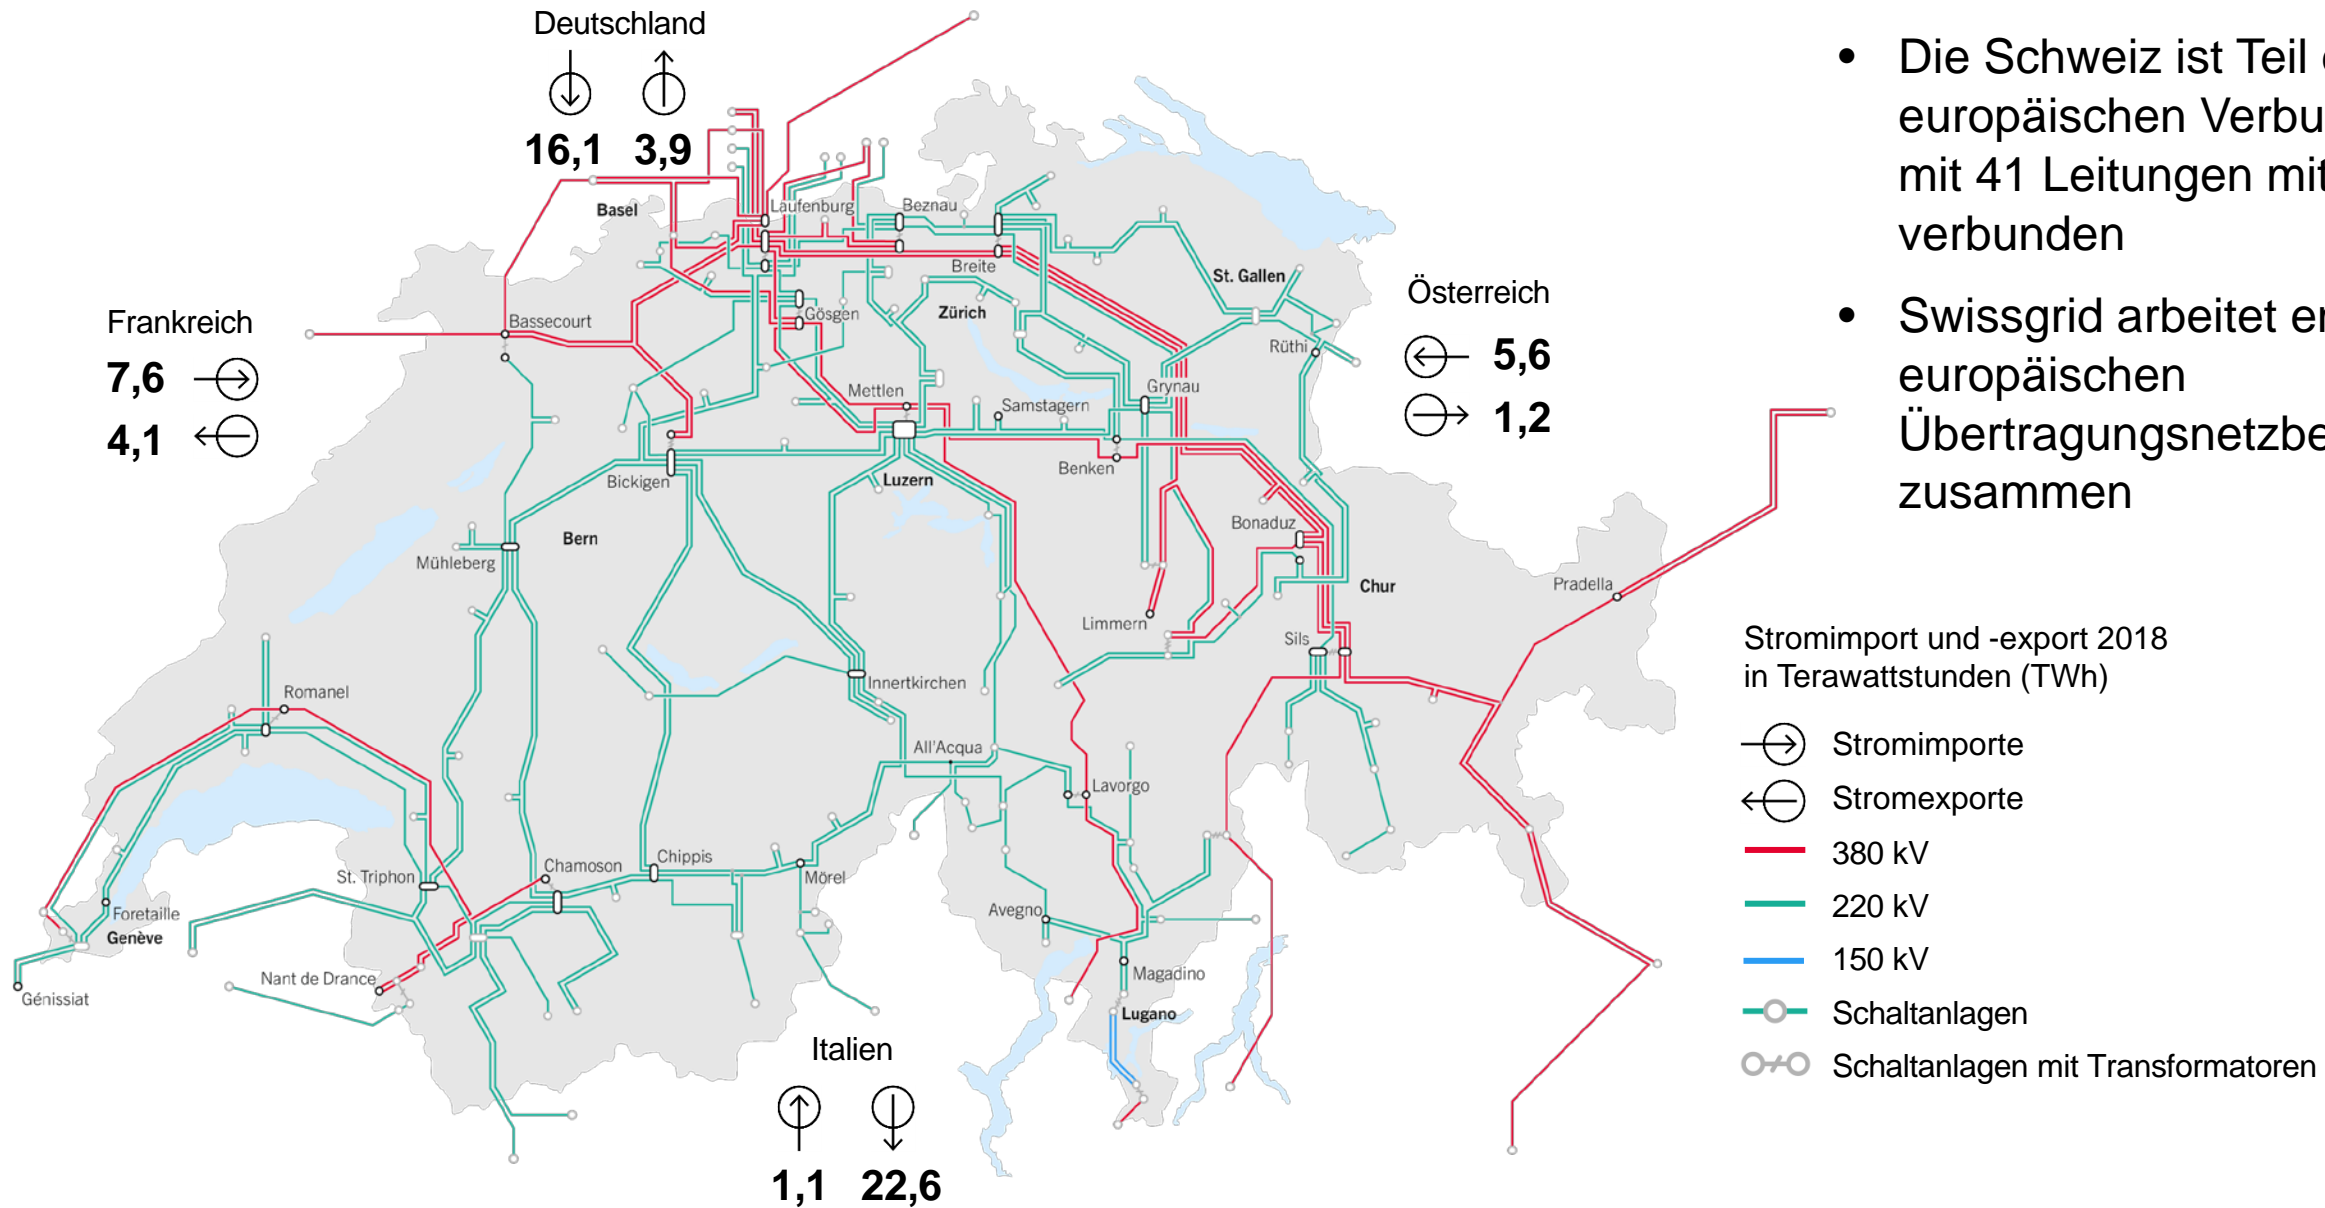 Deutschland
16,1 3,9
Die Schweiz ist Teil
europäischen
mit 41 Leitungen mit
verbunden
Swissgrid arbeitet
europäischen
zusammen
Frankreich
7,6
4,1
Österreich
5,6
1,2
Italien
1,1 22,6
Basel
Laufenburg
Beznau
Breite
St. Gallen
Bassecourt
Gösgen
Zürich
Rüthi
Mettlen
Samstagern
Grynau
Benken
Bickigen
Luzern
Bonaduz
Bern
Mühleberg
Chur
Pradella
Limmern
Sils
Romanel
Innertkirchen
All'Acqua
Lavorgo
St. Triphon
Chamoson
Chippis
Mörel
Foretaille
Genève
Avegno
Nant de Drance
Magadino
Génissiat
Lugano
Stromimport und -export 2018
in Terawattstunden (TWh)
Stromimporte
Stromexporte
380 kV
220 kV
150 kV
Schaltanlagen
Schaltanlagen mit Transformatoren